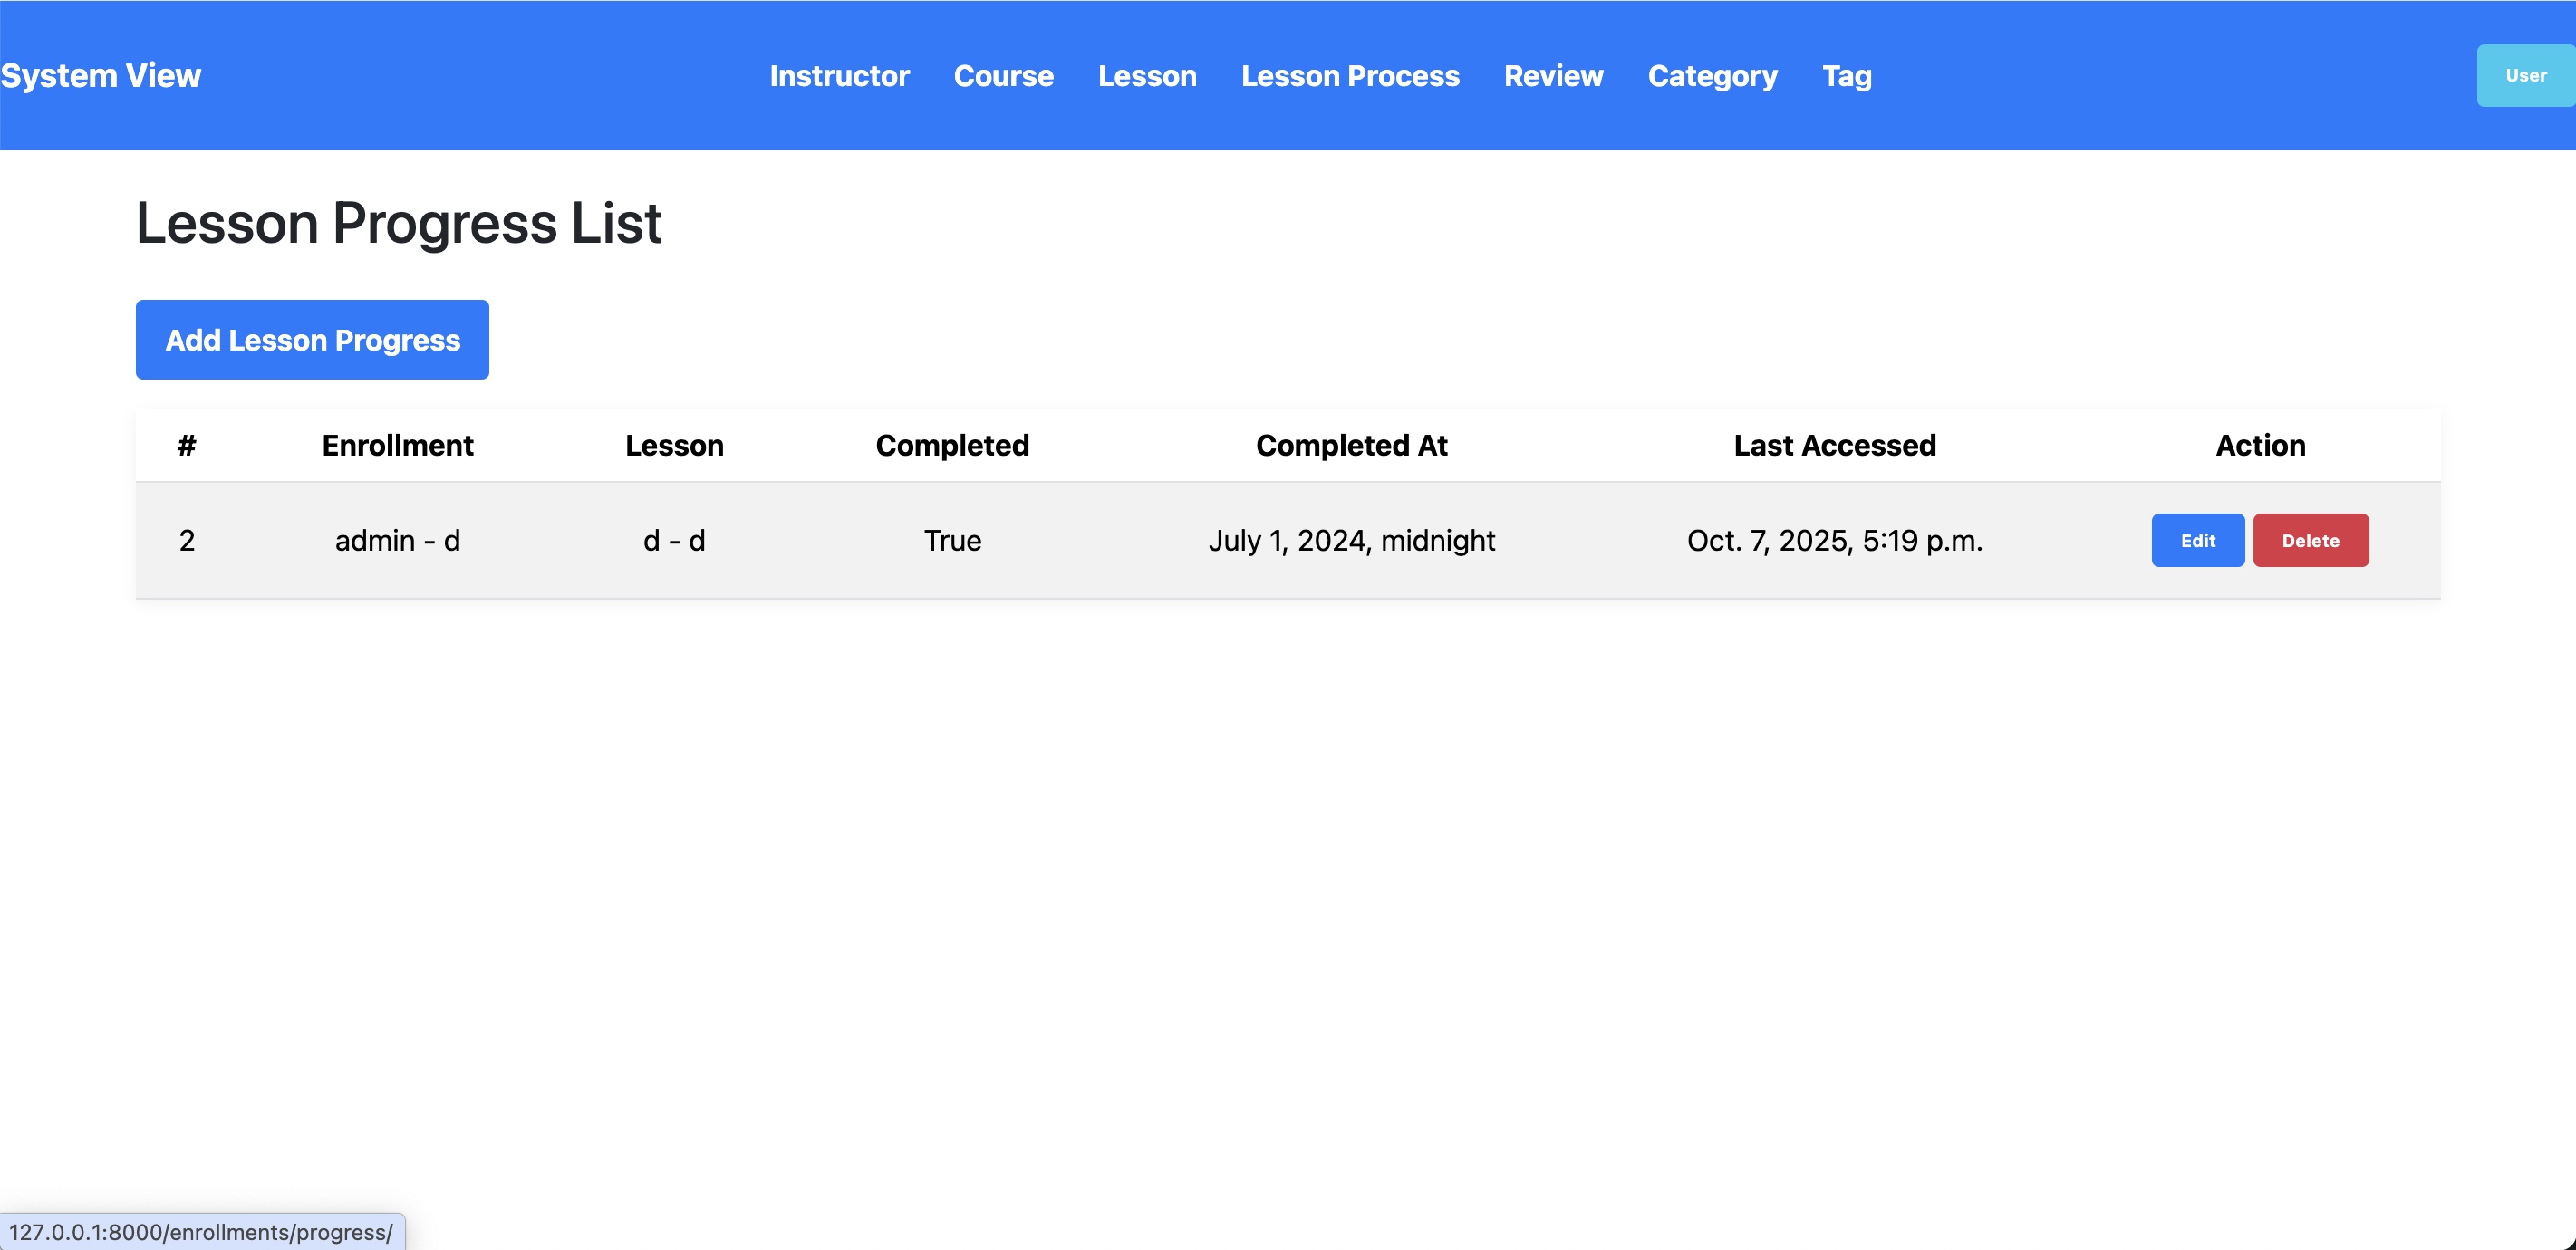 System View Instructor Course Lesson Lesson Process Review Category Tag User
Lesson Progress List
Add Lesson Progress
# Enrollment Lesson Completed Completed At Last Accessed Action
2 admin - d d - d True July 1, 2024, midnight Oct. 7, 2025, 5:19 p.m. Edit Delete
127.0.0.1:8000/enrollments/progress/